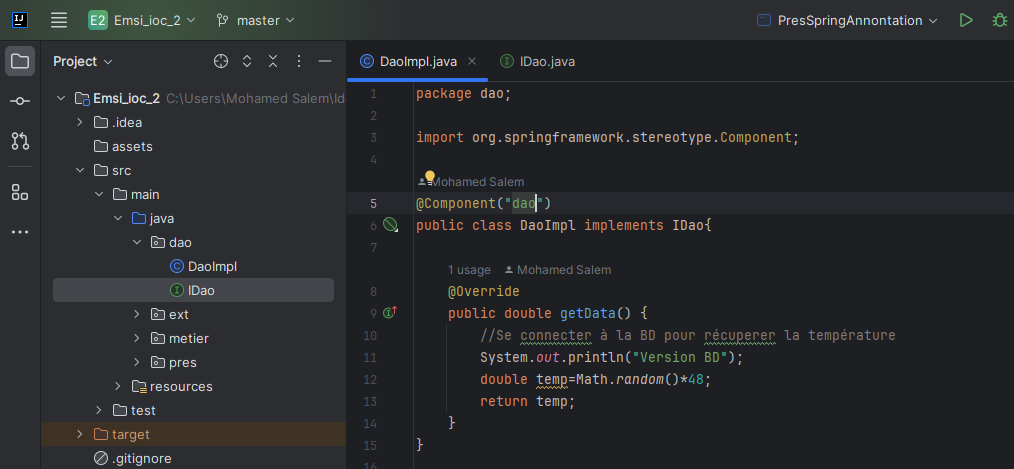 IJ
E2 Emsi_ioc_2 master PresSpringAnnontation
Project
DaoImpl.java
IDao.java
Emsi_ioc_2 C:\Users\Mohamed Salem\Id
.idea
assets
src
main
java
dao
DaoImpl
IDao
ext
metier
pres
resources
test
target
.gitignore
1 package dao;
2
3 import org.springframework.stereotype.Component;
4
Mohamed Salem
5 @Component("dao")
6 public class DaoImpl implements IDao{
7
1 usage Mohamed Salem
8 @Override
9 public double getData() {
10 //Se connecter à la BD pour récuperer la température
11 System.out.println("Version BD");
12 double temp=Math.random()*48;
13 return temp;
14 }
15 }
16